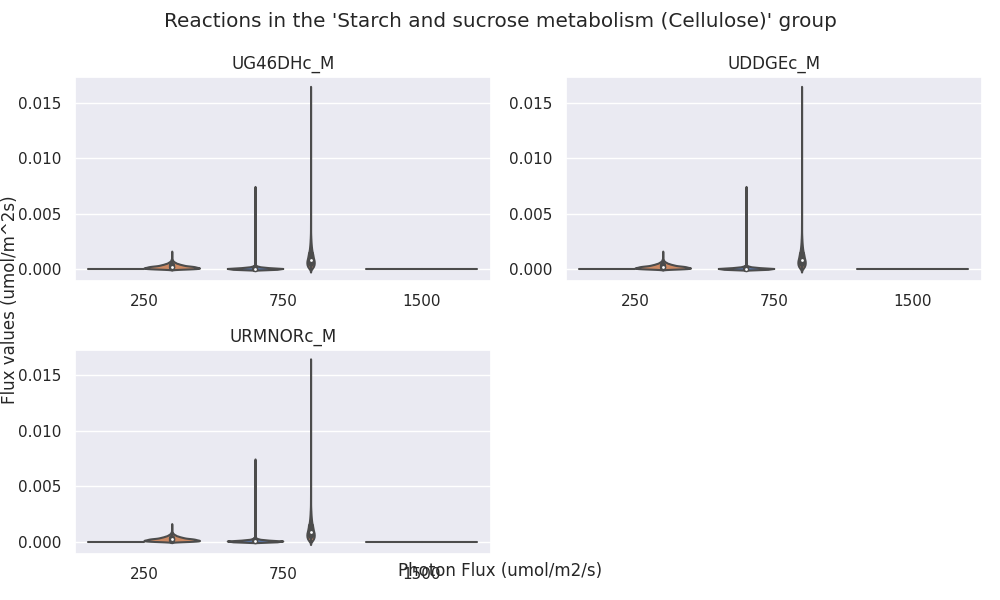 Reactions in the 'Starch and sucrose metabolism (Cellulose)' group
UG46DHc_M
0.015
0.010
0.005
0.000
250 750 1500
UDDGEc_M
0.015
0.010
0.005
0.000
250 750 1500
Flux values (umol/m^2s)
URMNORc_M
0.015
0.010
0.005
0.000
250 750 1500
Photon Flux (umol/m2/s)